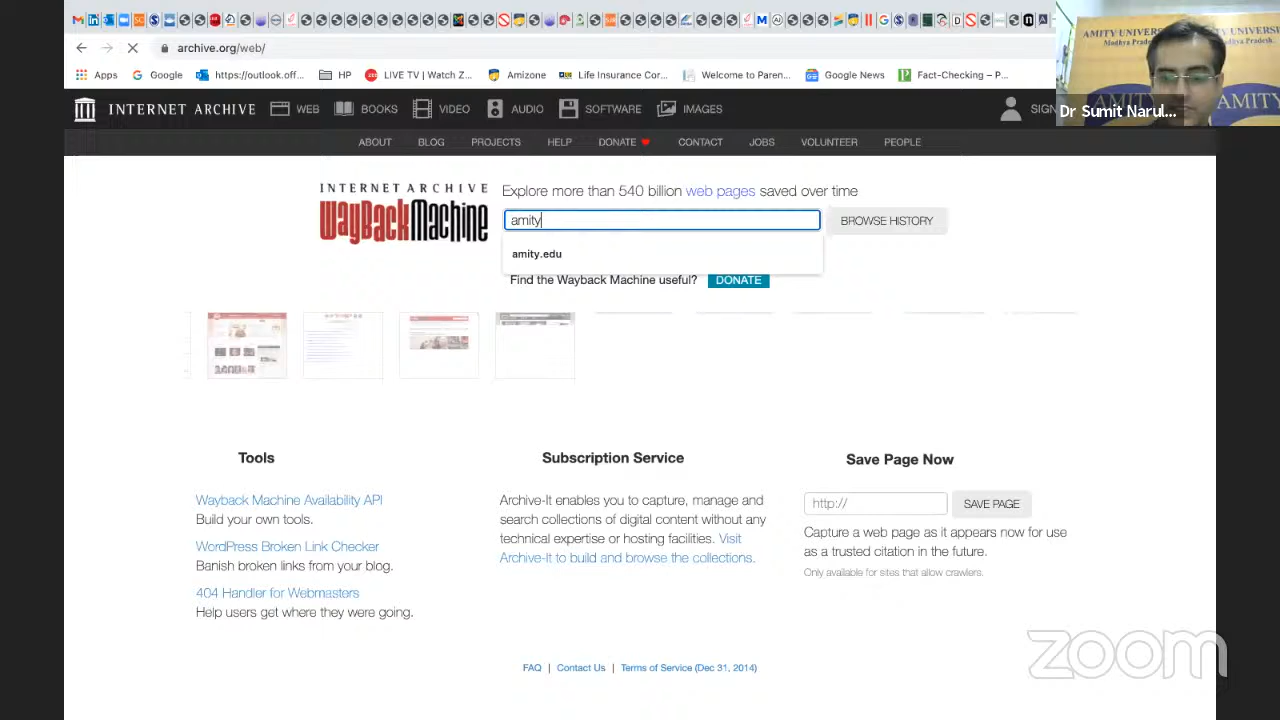 archive.org/web/
Apps Google https://outlook.off... HP LIVE TV | Watch Z... Amizone Life Insurance Cor... Welcome to Paren... Google News Fact-Checking – P...
AMITY UNIVERSI
Madhya Pradesh
AMITY
Dr Sumit Narul...
INTERNET ARCHIVE WEB BOOKS VIDEO AUDIO SOFTWARE IMAGES SIGN
ABOUT BLOG PROJECTS HELP DONATE CONTACT JOBS VOLUNTEER PEOPLE
INTERNET ARCHIVE
WayBackMachine
Explore more than 540 billion web pages saved over time
amity
BROWSE HISTORY
amity.edu
Find the Wayback Machine useful? DONATE
Tools
Wayback Machine Availability API
Build your own tools.
WordPress Broken Link Checker
Banish broken links from your blog.
404 Handler for Webmasters
Help users get where they were going.
Subscription Service
Archive-It enables you to capture, manage and
search collections of digital content without any
technical expertise or hosting facilities. Visit
Archive-It to build and browse the collections.
Save Page Now
http://
SAVE PAGE
Capture a web page as it appears now for use
as a trusted citation in the future.
Only available for sites that allow crawlers.
FAQ | Contact Us | Terms of Service (Dec 31, 2014)
zoom